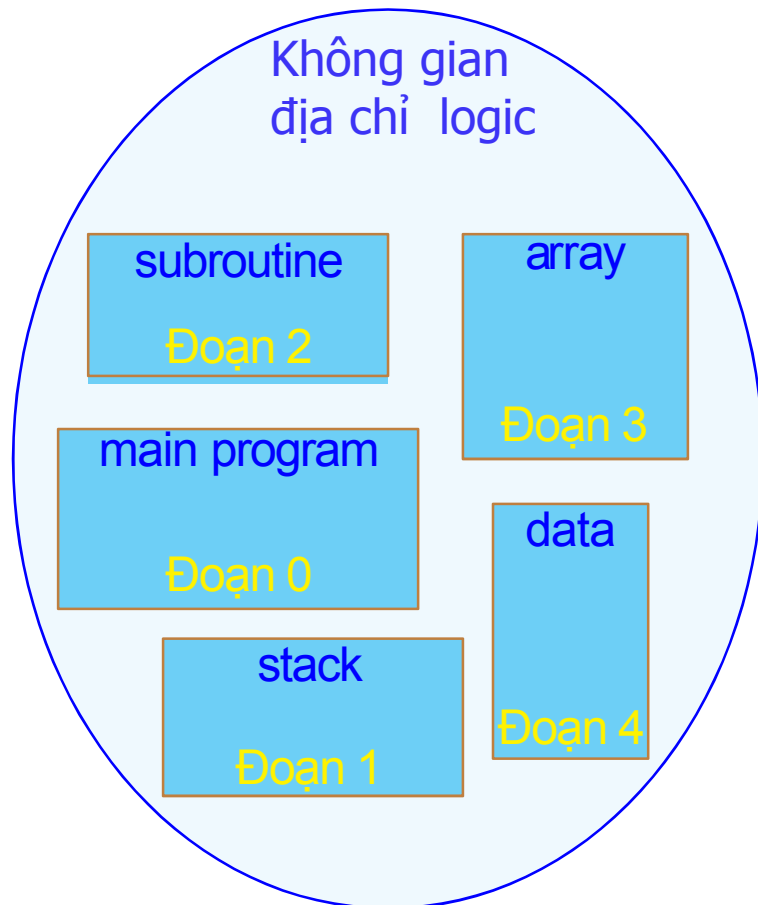 Không gian
địa chỉ logic
subroutine
Đoạn 2
array
Đoạn 3
main program
Đoạn 0
data
Đoạn 4
stack
Đoạn 1